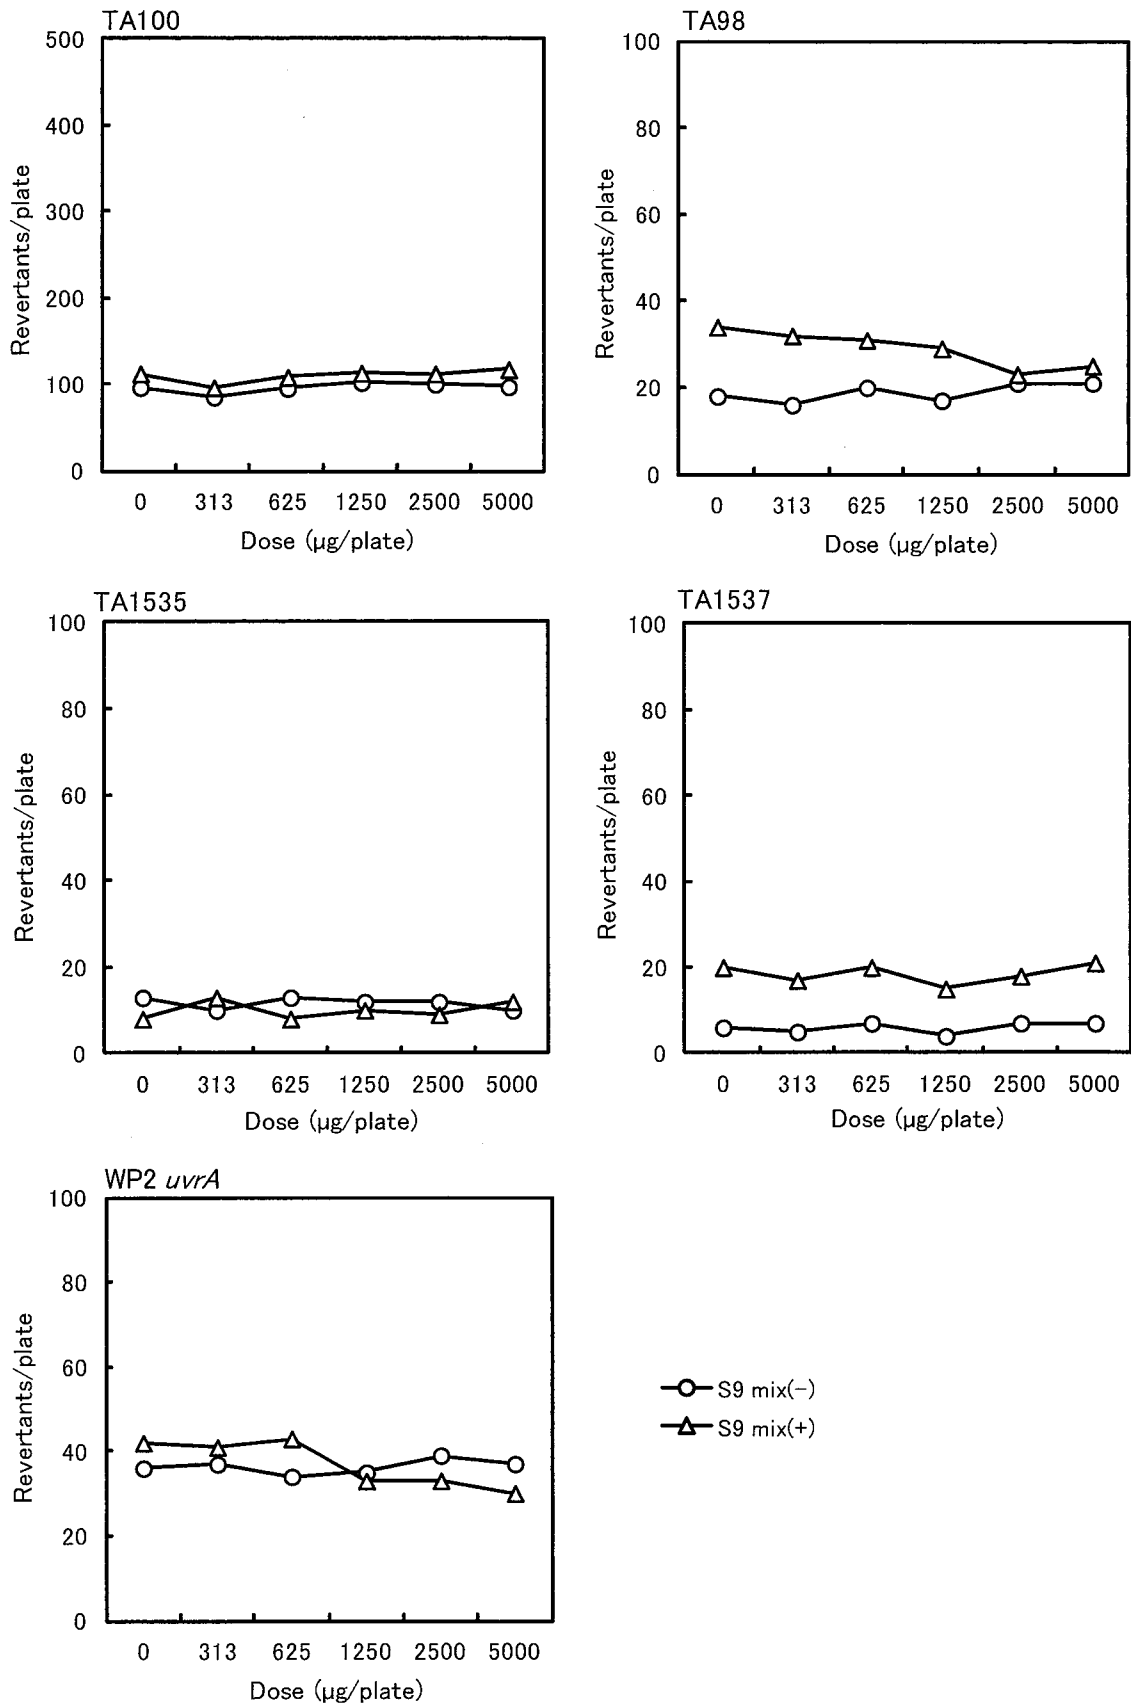 TA100
500
400
300
200
100
0
Revertants/plate
0 313 625 1250 2500 5000
Dose (µg/plate)
TA98
100
80
60
40
20
0
Revertants/plate
0 313 625 1250 2500 5000
Dose (µg/plate)
TA1535
100
80
60
40
20
0
Revertants/plate
0 313 625 1250 2500 5000
Dose (µg/plate)
TA1537
100
80
60
40
20
0
Revertants/plate
0 313 625 1250 2500 5000
Dose (µg/plate)
WP2 uvrA
100
80
60
40
20
0
Revertants/plate
0 313 625 1250 2500 5000
Dose (µg/plate)
S9 mix(−)
S9 mix(+)